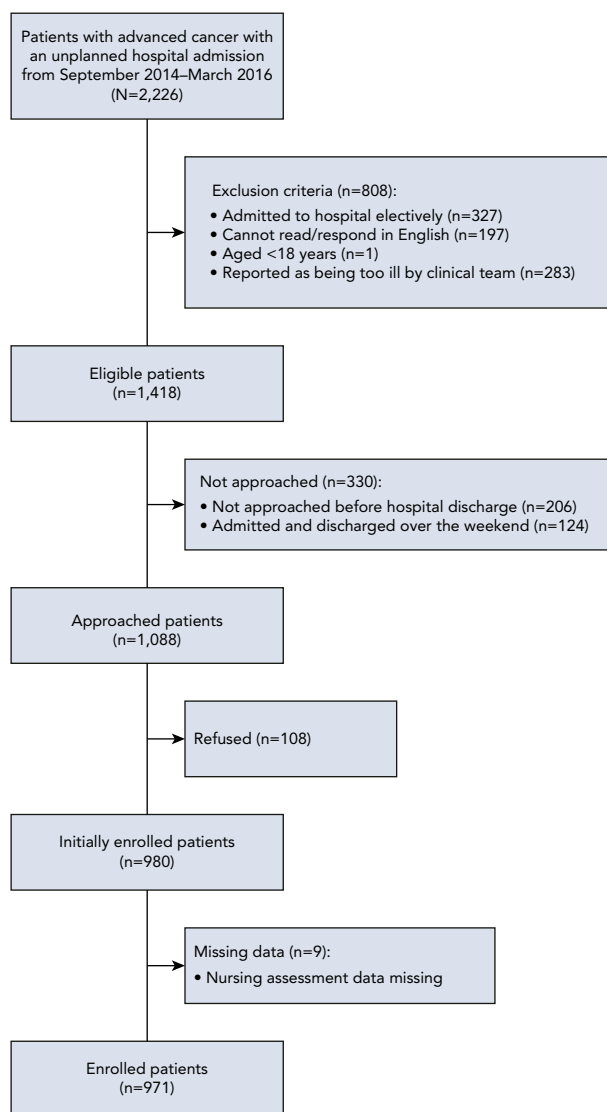 Patients with advanced cancer with
an unplanned hospital admission
from September 2014–March 2016
(N=2,226)
Exclusion criteria (n=808):
• Admitted to hospital electively (n=327)
• Cannot read/respond in English (n=197)
• Aged <18 years (n=1)
• Reported as being too ill by clinical team (n=283)
Eligible patients
(n=1,418)
Not approached (n=330):
• Not approached before hospital discharge (n=206)
• Admitted and discharged over the weekend (n=124)
Approached patients
(n=1,088)
Refused (n=108)
Initially enrolled patients
(n=980)
Missing data (n=9):
• Nursing assessment data missing
Enrolled patients
(n=971)